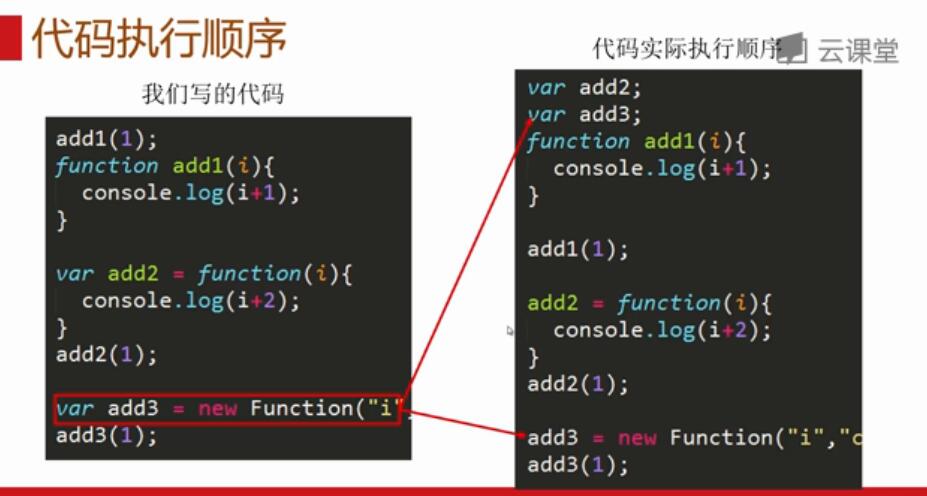 代码执行顺序
云课堂
我们写的代码
add1(1);
function add1(i){
  console.log(i+1);
}
var add2 = function(i){
  console.log(i+2);
}
add2(1);
var add3 = new Function("i"
add3(1);
代码实际执行顺序
var add2;
var add3;
function add1(i){
  console.log(i+1);
}
add1(1);
add2 = function(i){
  console.log(i+2);
}
add2(1);
add3 = new Function("i","c
add3(1);